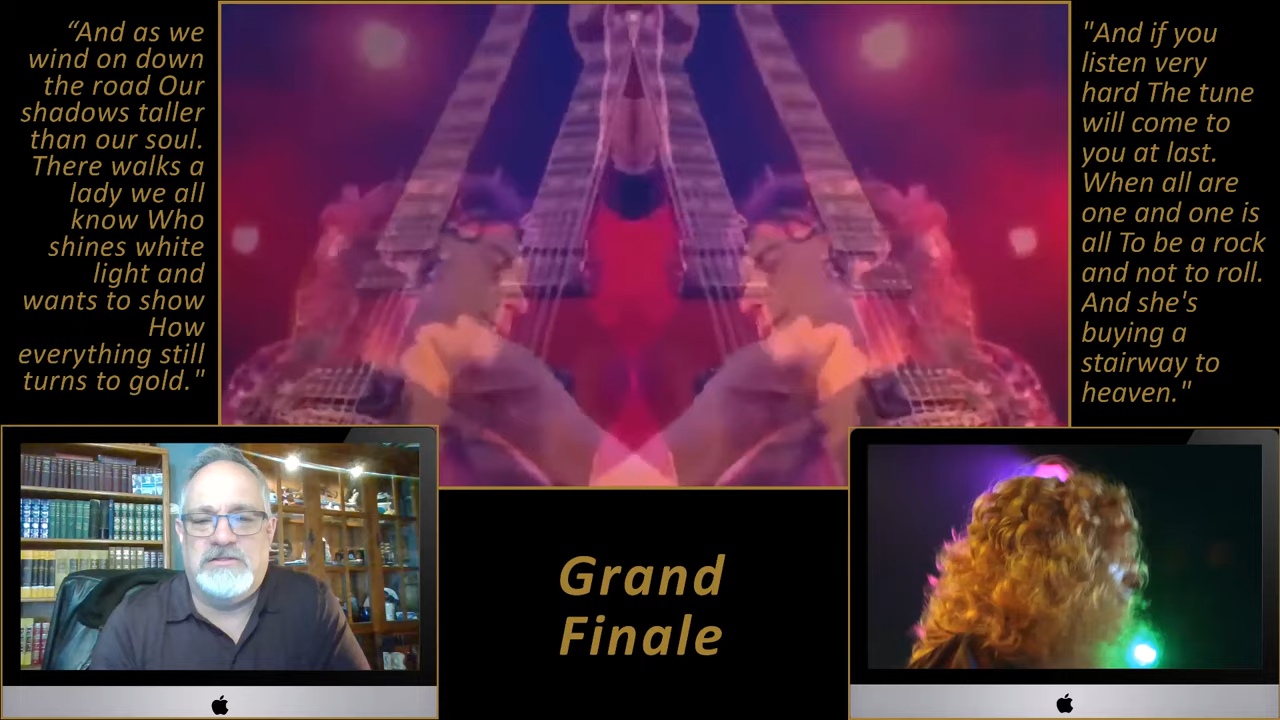 “And as we
wind on down
the road Our
shadows taller
than our soul.
There walks a
lady we all
know Who
shines white
light and
wants to show
How
everything still
turns to gold."
"And if you
listen very
hard The tune
will come to
you at last.
When all are
one and one is
all To be a rock
and not to roll.
And she's
buying a
stairway to
heaven."
Grand
Finale